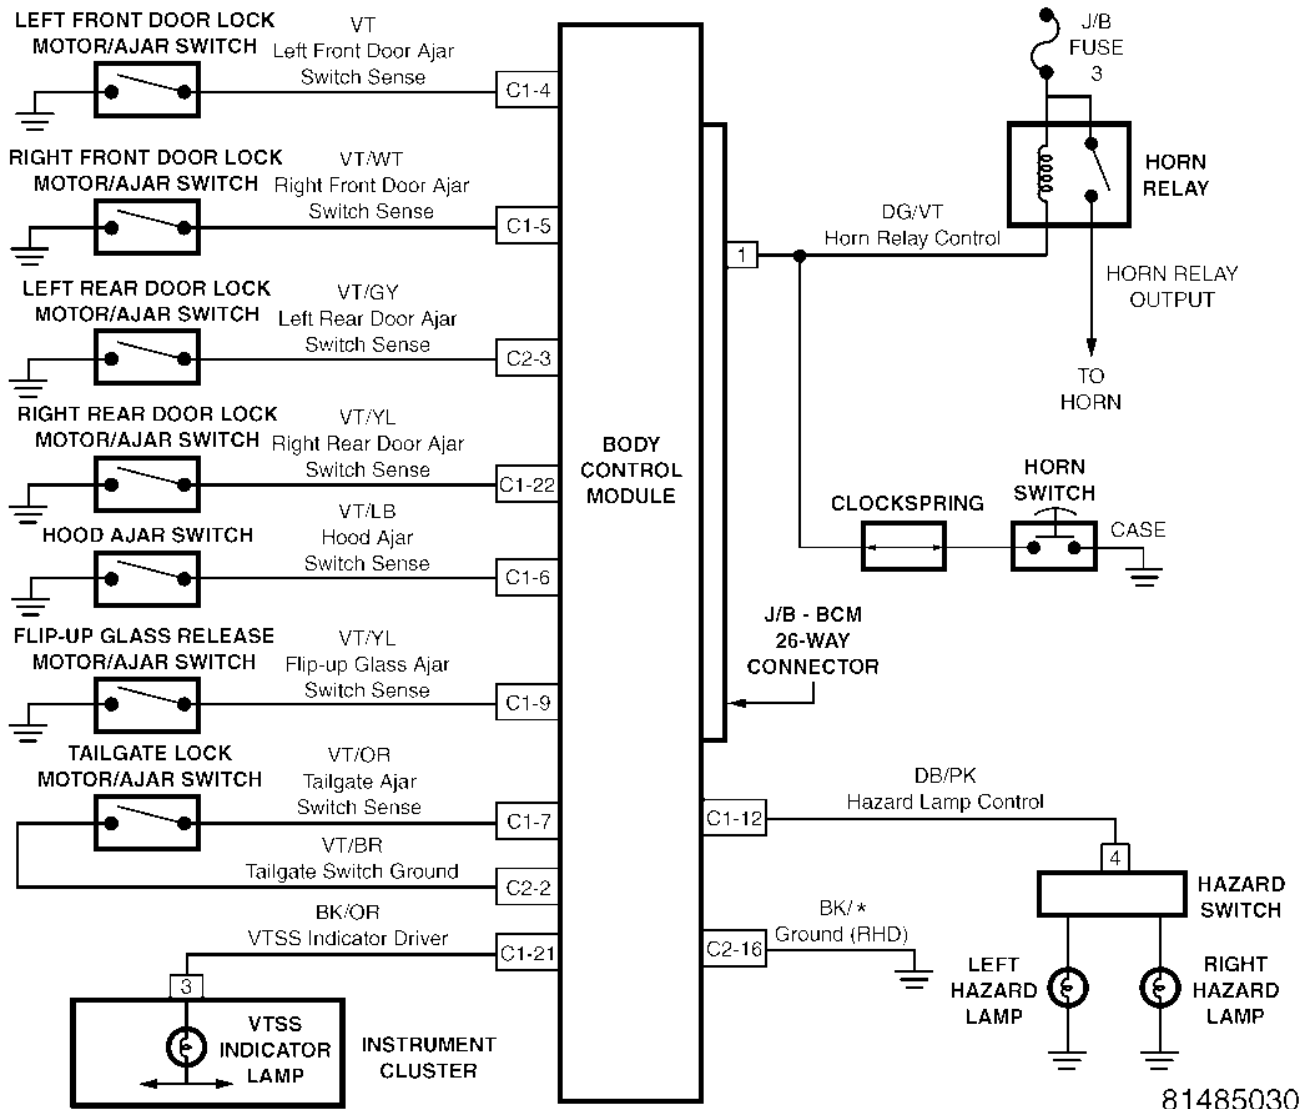 LEFT FRONT DOOR LOCK
MOTOR/AJAR SWITCH
VT
Left Front Door Ajar
Switch Sense
C1-4
RIGHT FRONT DOOR LOCK
MOTOR/AJAR SWITCH
VT/WT
Right Front Door Ajar
Switch Sense
C1-5
LEFT REAR DOOR LOCK
MOTOR/AJAR SWITCH
VT/GY
Left Rear Door Ajar
Switch Sense
C2-3
RIGHT REAR DOOR LOCK
MOTOR/AJAR SWITCH
VT/YL
Right Rear Door Ajar
Switch Sense
C1-22
HOOD AJAR SWITCH
VT/LB
Hood Ajar
Switch Sense
C1-6
FLIP-UP GLASS RELEASE
MOTOR/AJAR SWITCH
VT/YL
Flip-up Glass Ajar
Switch Sense
C1-9
TAILGATE LOCK
MOTOR/AJAR SWITCH
VT/OR
Tailgate Ajar
Switch Sense
C1-7
VT/BR
Tailgate Switch Ground
C2-2
BK/OR
VTSS Indicator Driver
C1-21
3
VTSS
INDICATOR
LAMP
INSTRUMENT
CLUSTER
BODY
CONTROL
MODULE
J/B
FUSE
3
HORN
RELAY
DG/VT
Horn Relay Control
1
HORN RELAY
OUTPUT
TO
HORN
HORN
SWITCH
CLOCKSPRING
CASE
J/B - BCM
26-WAY
CONNECTOR
DB/PK
Hazard Lamp Control
C1-12
4
HAZARD
SWITCH
BK/*
Ground (RHD)
C2-16
LEFT
HAZARD
LAMP
RIGHT
HAZARD
LAMP
81485030